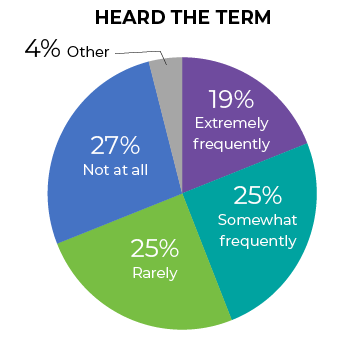 HEARD THE TERM
4% Other
19%
Extremely
frequently
27%
Not at all
25%
Somewhat
frequently
25%
Rarely